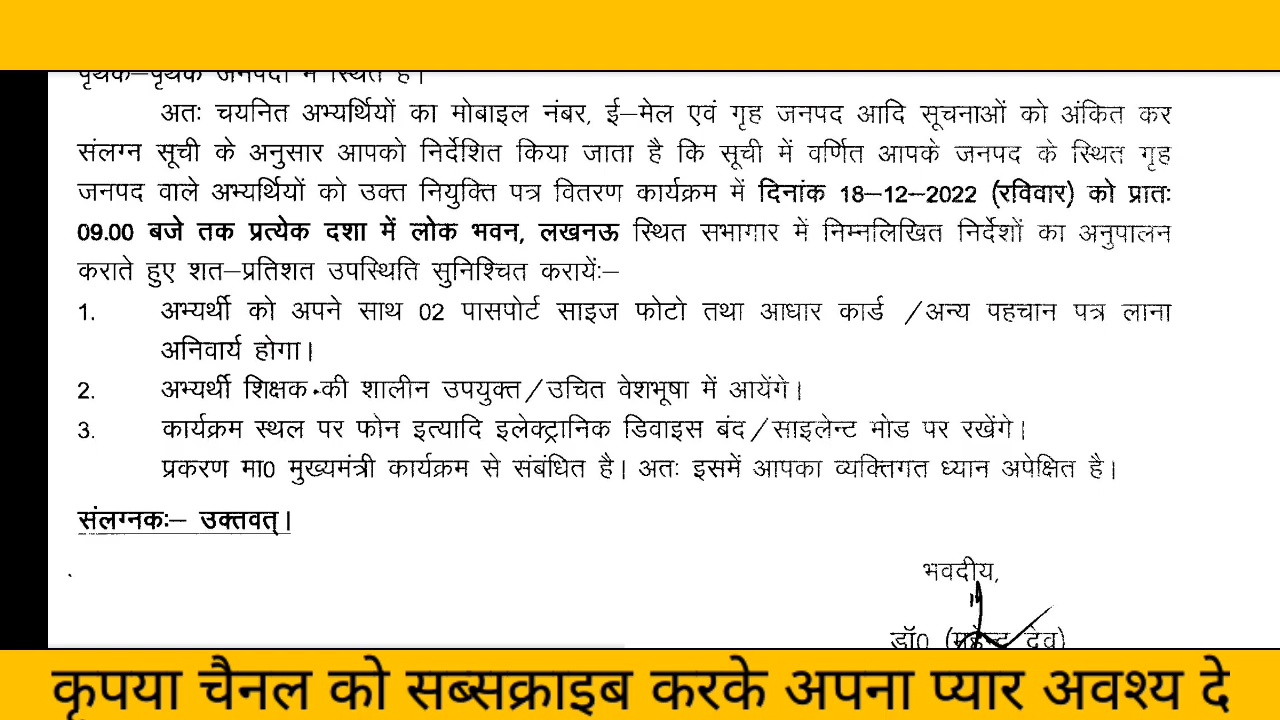 पृथक–पृथक जनपदों में स्थित है।
अतः चयनित अभ्यर्थियों का मोबाइल नंबर, ई–मेल एवं गृह जनपद आदि सूचनाओं को अंकित कर
संलग्न सूची के अनुसार आपको निर्देशित किया जाता है कि सूची में वर्णित आपके जनपद के स्थित गृह
जनपद वाले अभ्यर्थियों को उक्त नियुक्ति पत्र वितरण कार्यक्रम में दिनांक 18–12–2022 (रविवार) को प्रातः
09.00 बजे तक प्रत्येक दशा में लोक भवन, लखनऊ स्थित सभागार में निम्नलिखित निर्देशों का अनुपालन
कराते हुए शत–प्रतिशत उपस्थिति सुनिश्चित करायेंः–
1. अभ्यर्थी को अपने साथ 02 पासपोर्ट साइज फोटो तथा आधार कार्ड /अन्य पहचान पत्र लाना
अनिवार्य होगा।
2. अभ्यर्थी शिक्षक की शालीन उपयुक्त/उचित वेशभूषा में आयेंगे।
3. कार्यक्रम स्थल पर फोन इत्यादि इलेक्ट्रानिक डिवाइस बंद/साइलेन्ट मोड पर रखेंगे।
प्रकरण मा0 मुख्यमंत्री कार्यक्रम से संबंधित है। अतः इसमें आपका व्यक्तिगत ध्यान अपेक्षित है।
संलग्नकः– उक्तवत्।
भवदीय,
डॉ0 (महेन्द्र देव)
कृपया चैनल को सब्सक्राइब करके अपना प्यार अवश्य दे